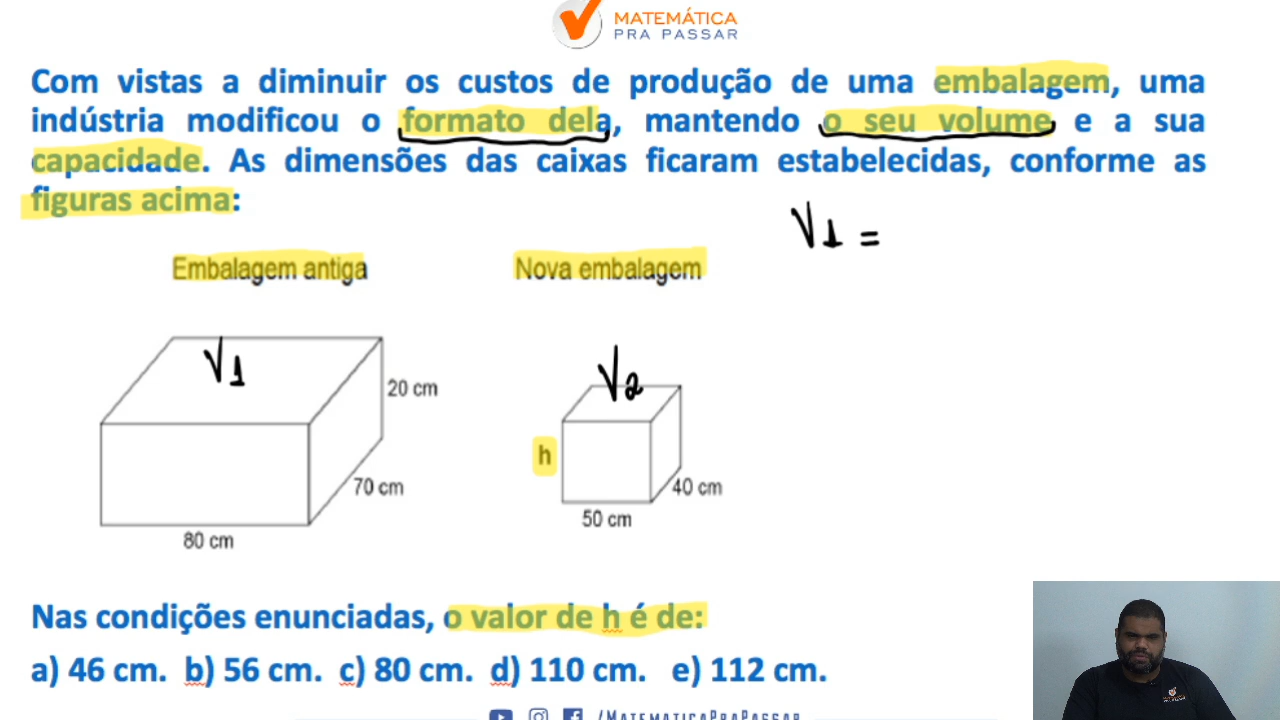 MATEMÁTICA
PRA PASSAR
Com vistas a diminuir os custos de produção de uma embalagem, uma
indústria modificou o formato dela, mantendo o seu volume e a sua
capacidade. As dimensões das caixas ficaram estabelecidas, conforme as
figuras acima:
V1 =
Embalagem antiga
Nova embalagem
V1
V2
20 cm
h
70 cm
40 cm
50 cm
80 cm
Nas condições enunciadas, o valor de h é de:
a) 46 cm. b) 56 cm. c) 80 cm. d) 110 cm. e) 112 cm.
/MATEMATICAPRAPASSAR